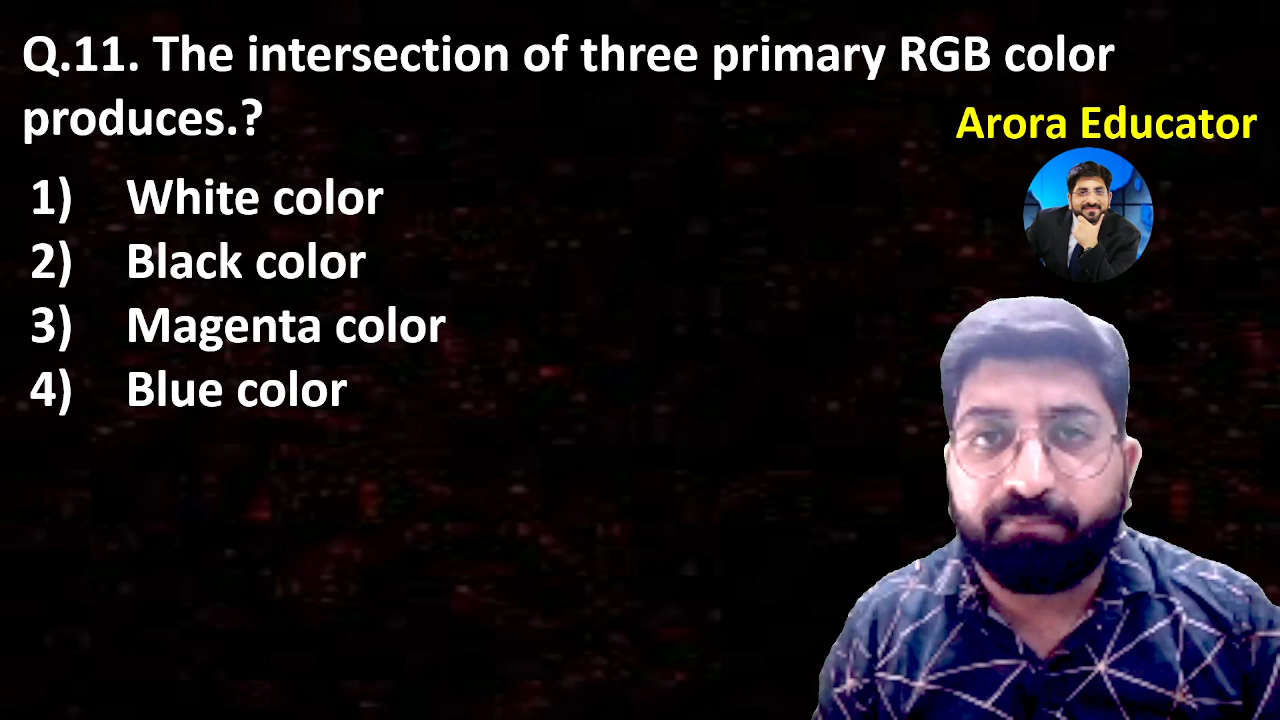 Q.11. The intersection of three primary RGB color
produces.?
Arora Educator
1) White color
2) Black color
3) Magenta color
4) Blue color